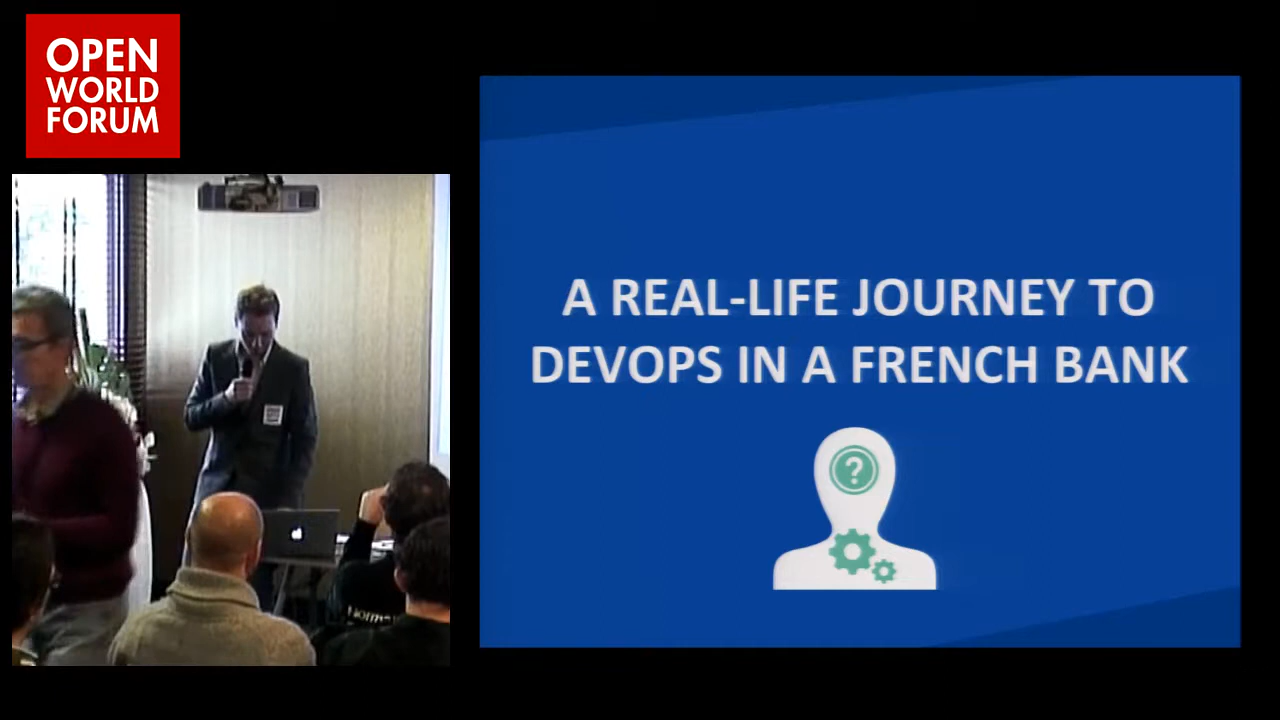 OPEN
WORLD
FORUM
A REAL-LIFE JOURNEY TO
DEVOPS IN A FRENCH BANK
?